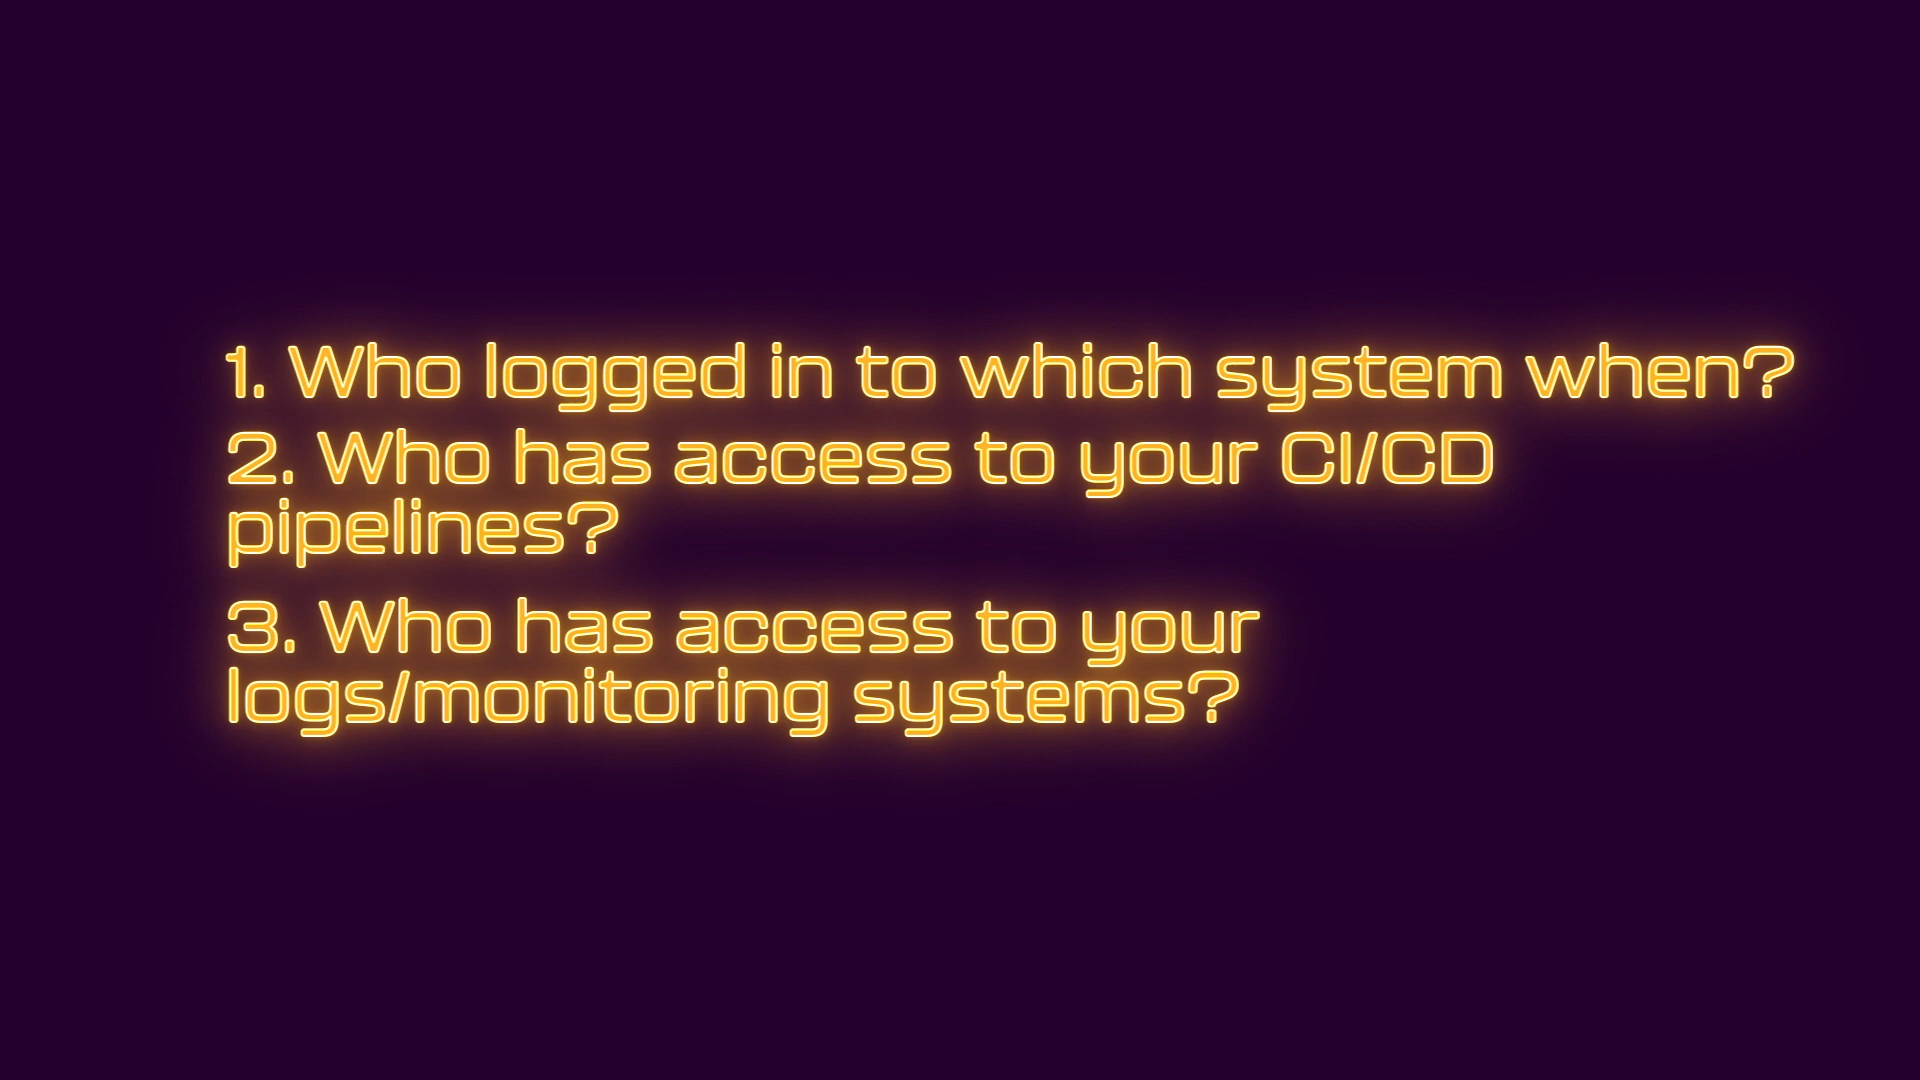 1. Who logged in to which system when?
2. Who has access to your CI/CD
pipelines?
3. Who has access to your
logs/monitoring systems?